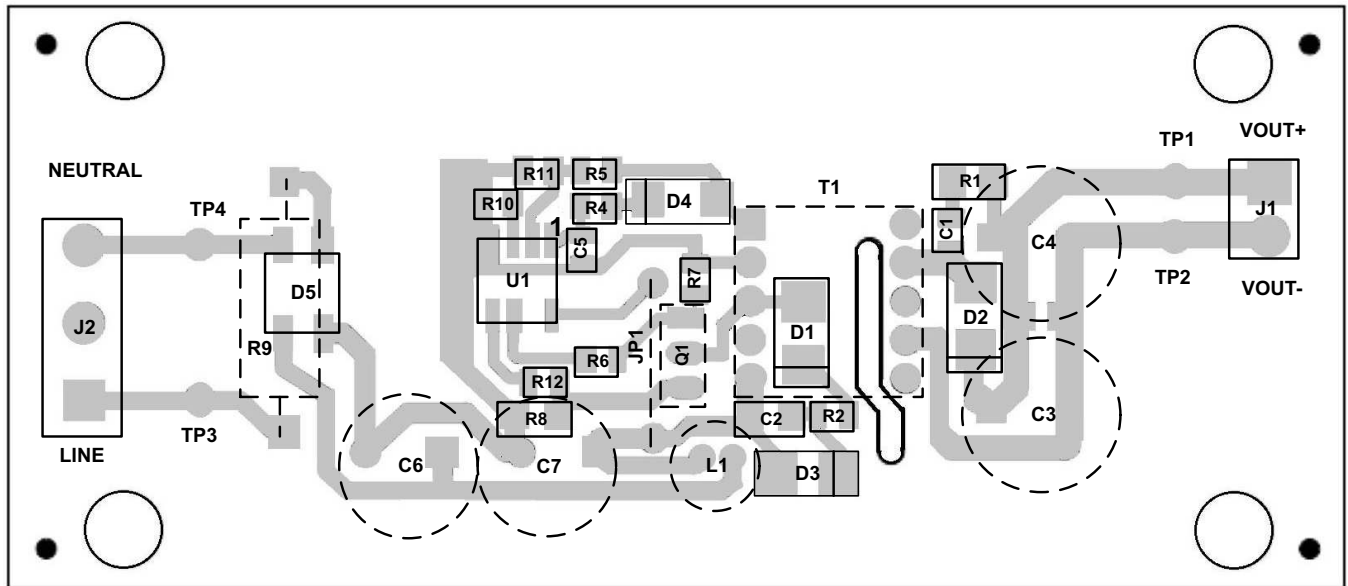 NEUTRAL
TP4
R11
R5
R10
R4
D4
T1
R1
TP1
VOUT+
1
C5
C1
C4
J1
TP2
VOUT-
D5
U1
R7
D1
D2
J2
R9
R6
JP1
Q1
R12
LINE
TP3
R8
C2
R2
C3
C6
C7
L1
D3